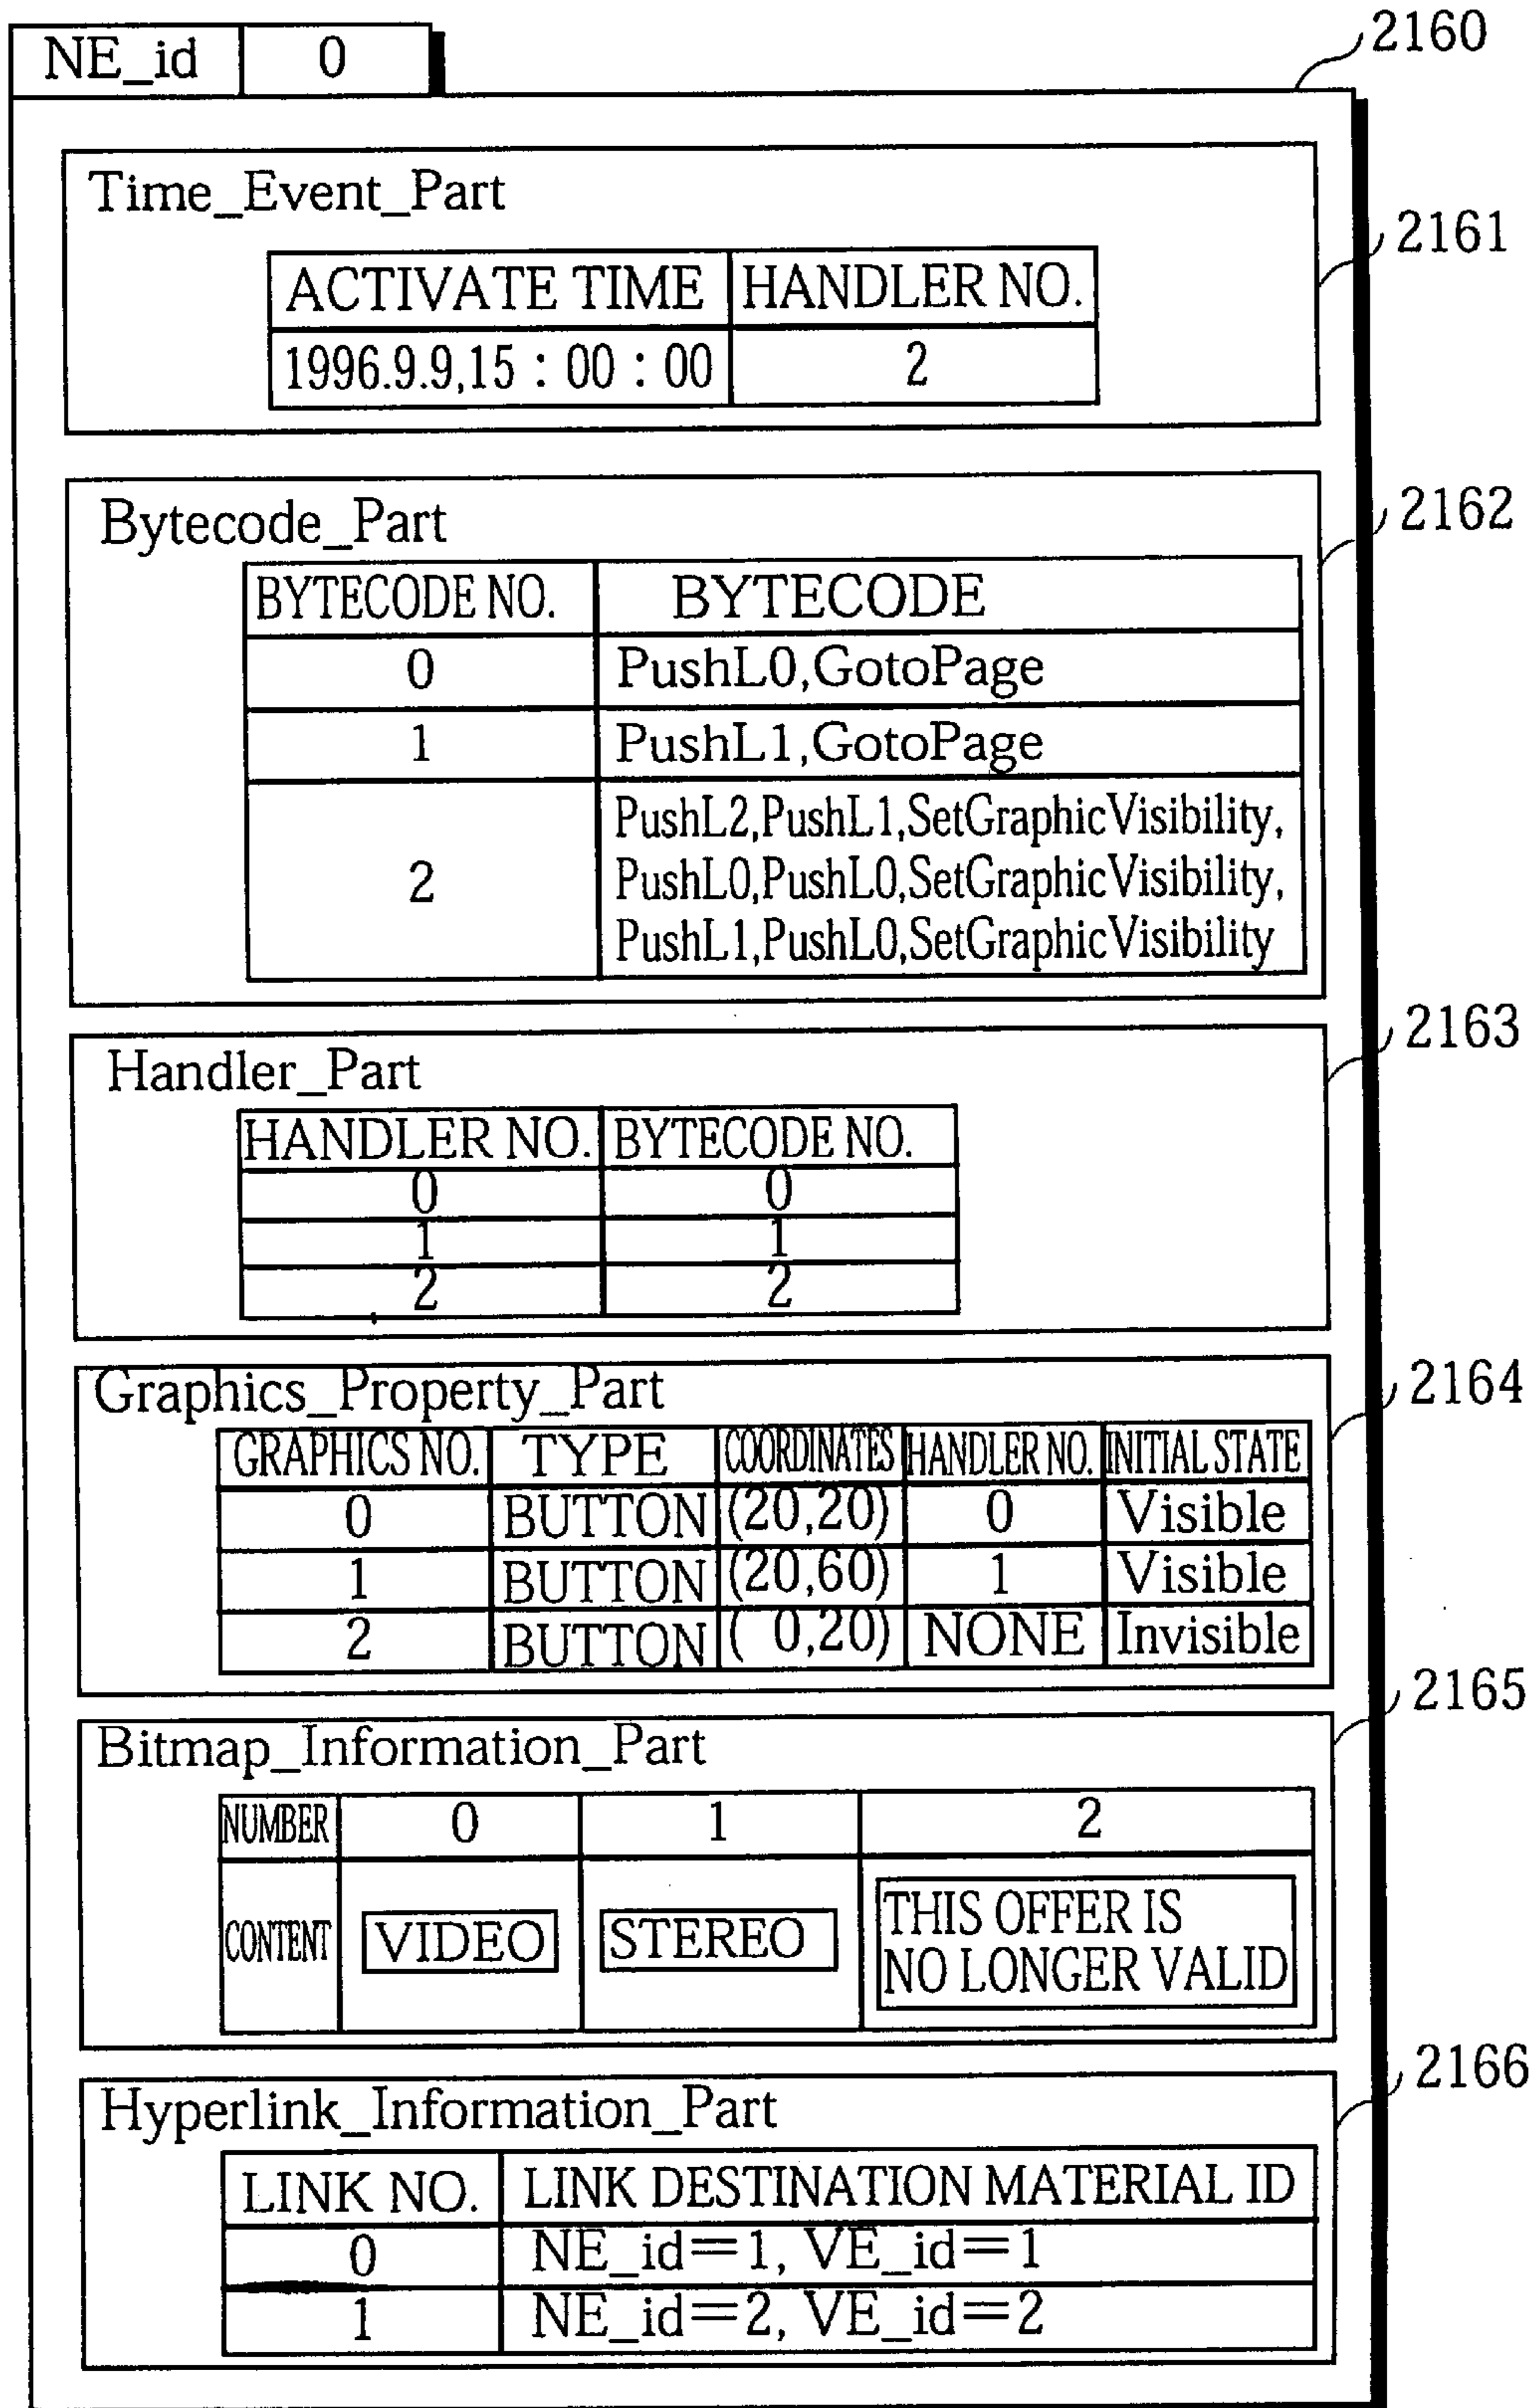 NE_id 0
2160
Time_Event_Part
2161
ACTIVATE TIME HANDLER NO.
1996.9.9,15 : 00 : 00 2
Bytecode_Part
2162
BYTECODE NO. BYTECODE
0 PushL0,GotoPage
1 PushL1,GotoPage
PushL2,PushL1,SetGraphicVisibility,
2 PushL0,PushL0,SetGraphicVisibility,
PushL1,PushL0,SetGraphicVisibility
2163
Handler_Part
HANDLER NO. BYTECODE NO.
0 0
1 1
2 2
Graphics_Property_Part
2164
GRAPHICS NO. TYPE COORDINATES HANDLER NO. INITIAL STATE
0 BUTTON (20,20) 0 Visible
1 BUTTON (20,60) 1 Visible
2 BUTTON ( 0,20) NONE Invisible
2165
Bitmap_Information_Part
NUMBER 0 1 2
CONTENT VIDEO STEREO THIS OFFER IS
NO LONGER VALID
2166
Hyperlink_Information_Part
LINK NO. LINK DESTINATION MATERIAL ID
0 NE_id=1, VE_id=1
1 NE_id=2, VE_id=2